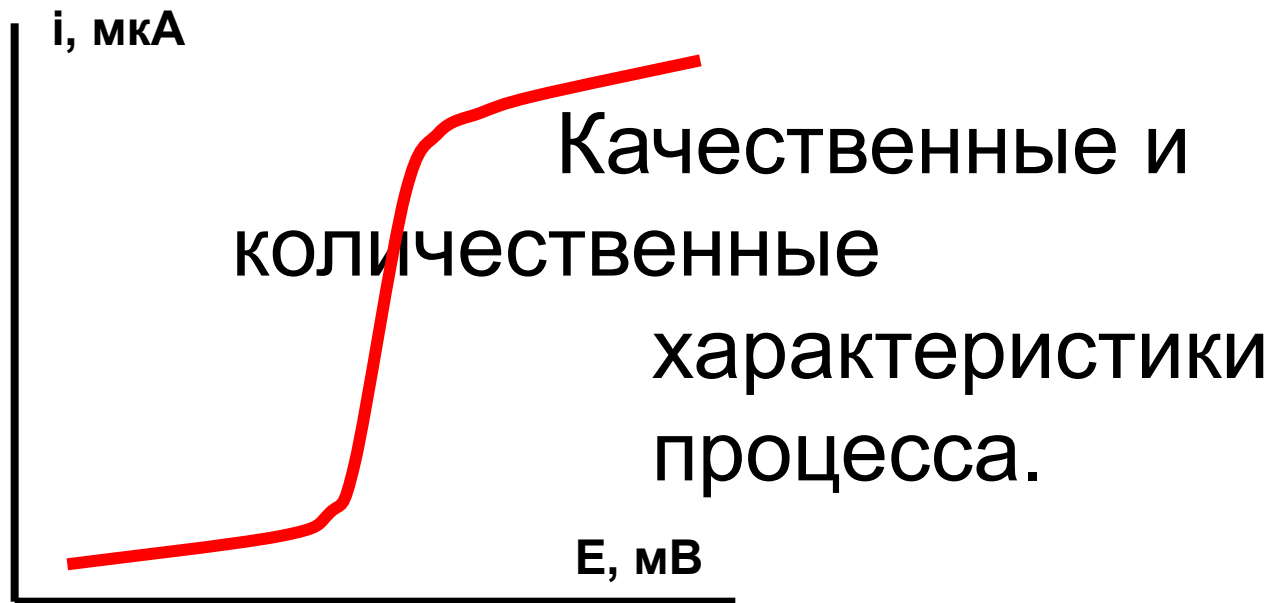 i, мкА
Качественные и
количественные
характеристики
процесса.
E, мВ